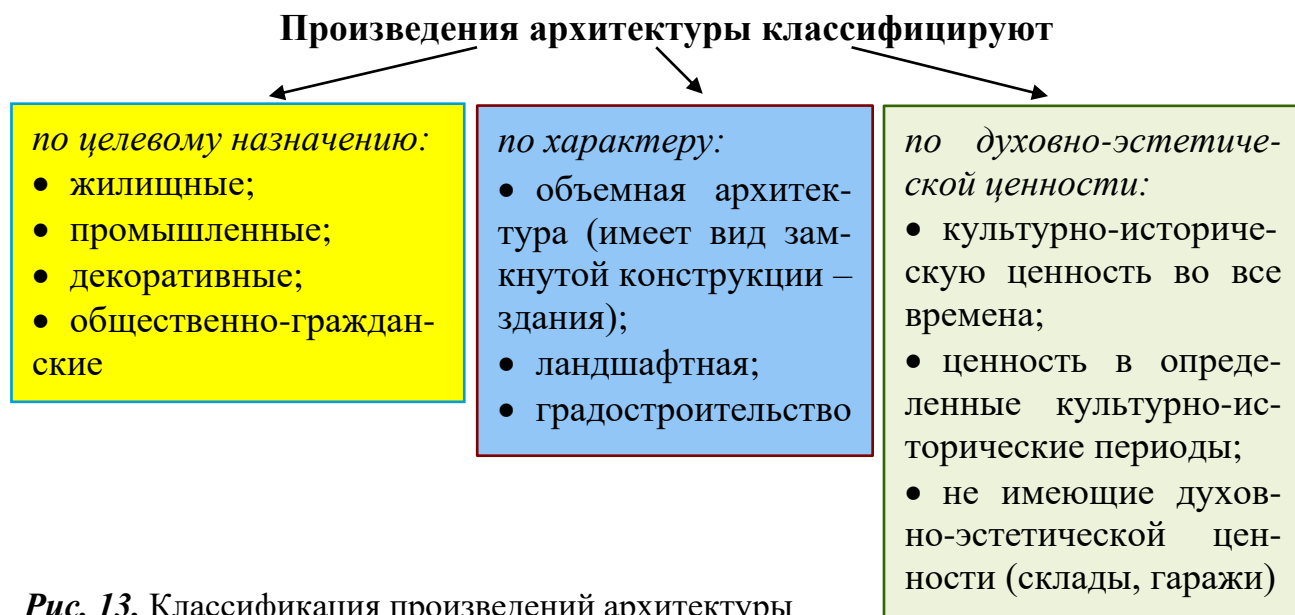 Произведения архитектуры классифицируют
по целевому назначению:
• жилищные;
• промышленные;
• декоративные;
• общественно-граждан-
ские
по характеру:
• объемная архитек-
тура (имеет вид зам-
кнутой конструкции –
здания);
• ландшафтная;
• градостроительство
по духовно-эстетиче-
ской ценности:
• культурно-историче-
скую ценность во все
времена;
• ценность в опреде-
ленные культурно-ис-
торические периоды;
• не имеющие духов-
но-эстетической цен-
ности (склады, гаражи)
Рис. 13. Классификация произведений архитектуры